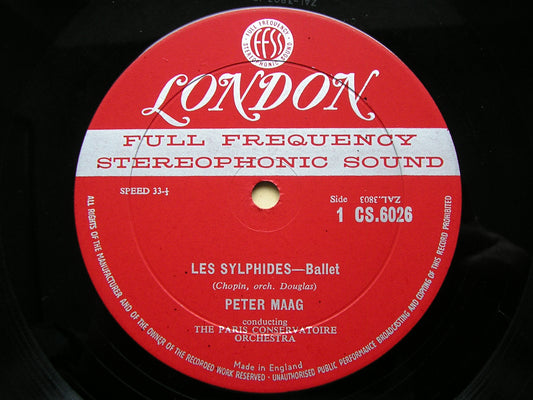 FULL FREQUENCY
FFSS
STEREOPHONIC SOUND
LONDON
FULL FREQUENCY
STEREOPHONIC SOUND
SPEED 33⅓
Side ZAL.3803
1 CS.6026
LES SYLPHIDES—Ballet
(Chopin, orch. Douglas)
PETER MAAG
conducting
THE PARIS CONSERVATOIRE
ORCHESTRA
Made in England
ALL RIGHTS OF THE MANUFACTURER AND OF THE OWNER OF THE RECORDED WORK RESERVED - UNAUTHORISED PUBLIC PERFORMANCE BROADCASTING AND COPYING OF THIS RECORD PROHIBITED